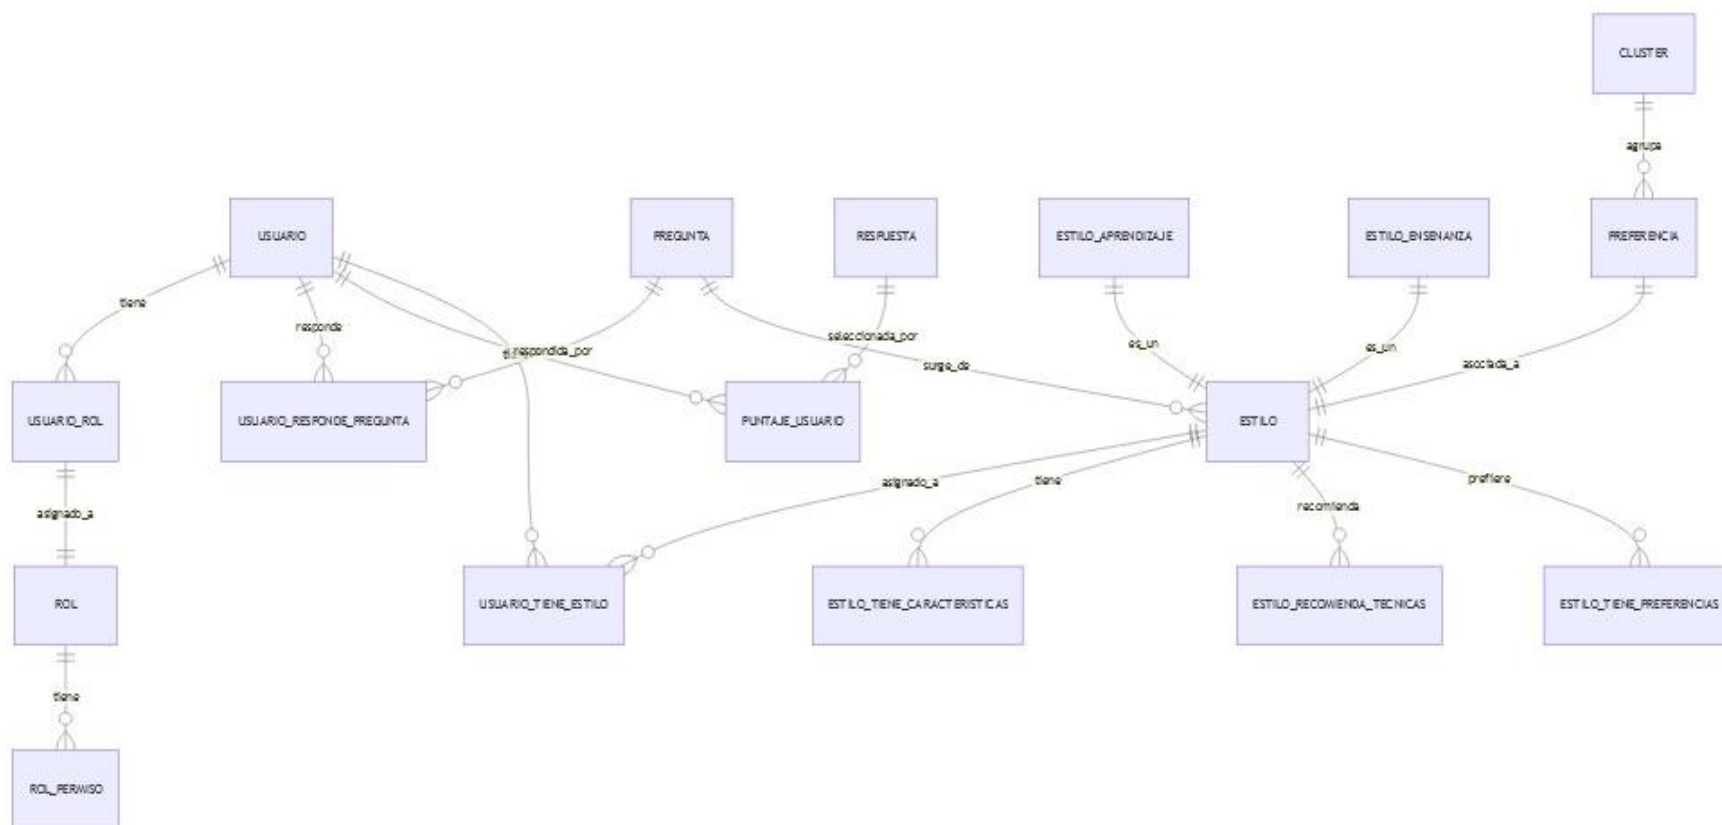 CLUSTER
agrupa
USUARIO
PREGUNTA
RESPUESTA
ESTILO_APRENDIZAJE
ESTILO_ENSENANZA
PREFERENCIA
tiene
responde
respondida_por
seleccionada_por
surge_de
es_un
es_un
asociada_a
USUARIO_ROL
USUARIO_RESPONDE_PREGUNTA
PUNTAJE_USUARIO
ESTILO
asignado_a
asignado_a
tiene
recomienda
prefiere
ROL
USUARIO_TIENE_ESTILO
ESTILO_TIENE_CARACTERISTICAS
ESTILO_RECOMIENDA_TECNICAS
ESTILO_TIENE_PREFERENCIAS
tiene
ROL_PERMISO